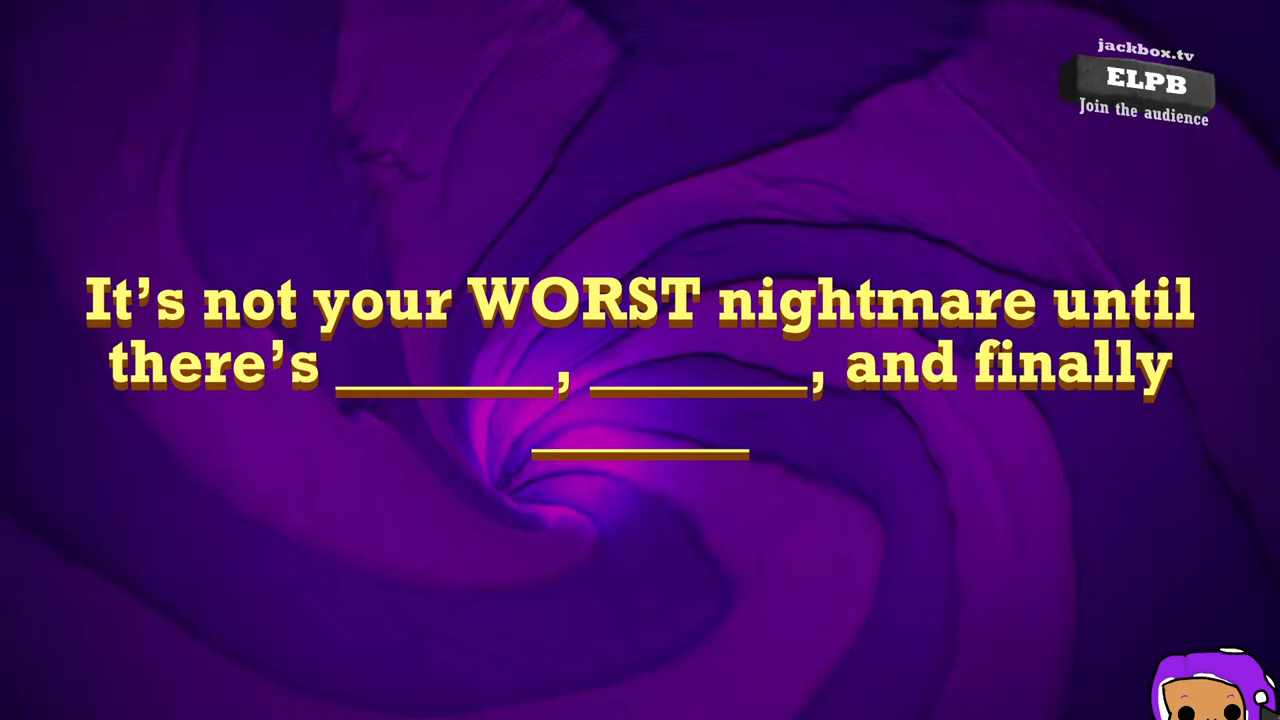 jackbox.tv
ELPB
Join the audience
It's not your WORST nightmare until
there's ________, ________, and finally
________